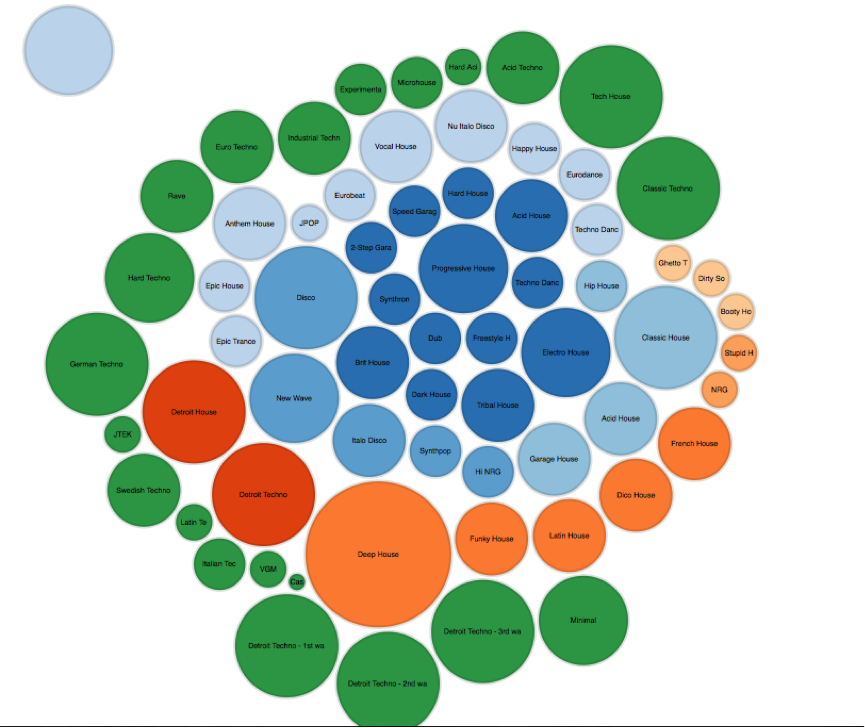 Hard Aci
Acid Techno
Microhouse
Experimenta
Tech House
Nu Italo Disco
Industrial Techn
Euro Techno
Vocal House
Happy House
Eurodance
Classic Techno
Rave
Eurobeat
Hard House
Speed Garag
Acid House
Anthem House
JPOP
Techno Danc
2-Step Gara
Ghetto T
Progressive House
Hard Techno
Dirty So
Techno Danc
Epic House
Hip House
Disco
Booty Ho
Dub
Freestyle H
Classic House
Epic Trance
Electro House
Stupid H
Brit House
German Techno
NRG
Dark House
New Wave
Tribal House
Detroit House
Acid House
JTEK
Italo Disco
French House
Synthpop
Garage House
Hi NRG
Swedish Techno
Detroit Techno
Dico House
Latin Te
Latin House
Funky House
Deep House
Italian Tec
VGM
Cas
Minimal
Detroit Techno - 3rd wa
Detroit Techno - 1st wa
Detroit Techno - 2nd wa